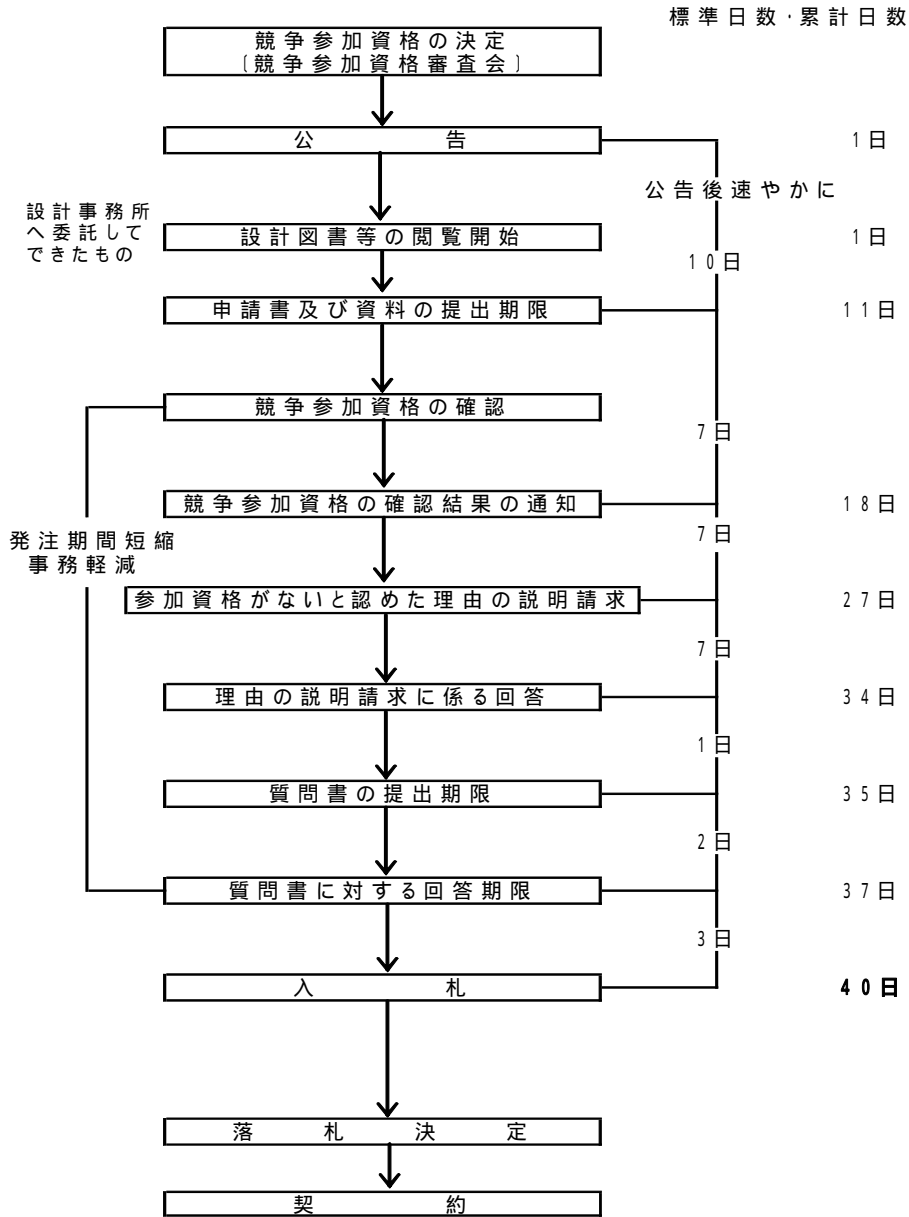 標準日数・累計日数
競争参加資格の決定
〔競争参加資格審査会〕
公告
1日
公告後速やかに
設計事務所
へ委託して
できたもの
設計図書等の閲覧開始
1日
10日
申請書及び資料の提出期限
11日
競争参加資格の確認
7日
競争参加資格の確認結果の通知
18日
発注期間短縮
事務軽減
7日
参加資格がないと認めた理由の説明請求
27日
7日
理由の説明請求に係る回答
34日
1日
質問書の提出期限
35日
2日
質問書に対する回答期限
37日
3日
入札
40日
落札決定
契約